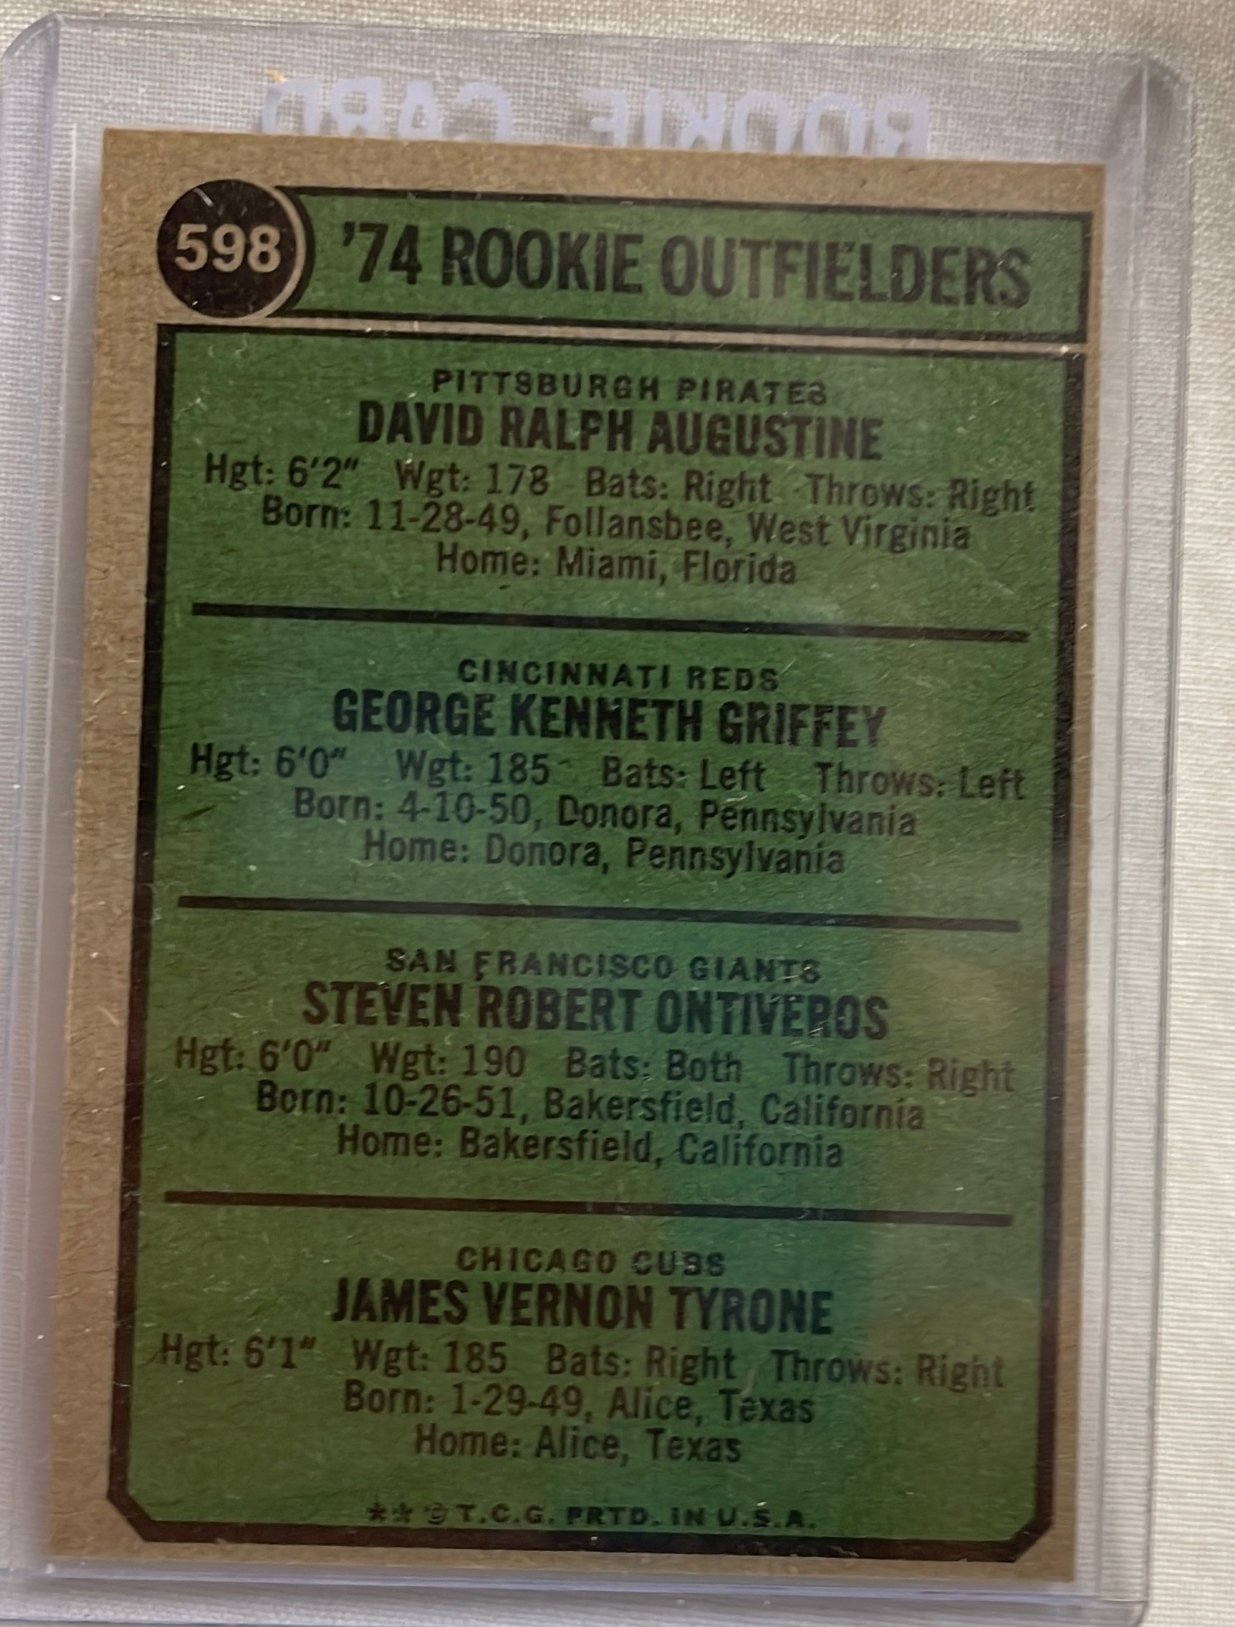 ROOKIE CARD
598
'74 ROOKIE OUTFIELDERS
PITTSBURGH PIRATES
DAVID RALPH AUGUSTINE
Hgt: 6'2" Wgt: 178 Bats: Right Throws: Right
Born: 11-28-49, Follansbee, West Virginia
Home: Miami, Florida
CINCINNATI REDS
GEORGE KENNETH GRIFFEY
Hgt: 6'0" Wgt: 185 Bats: Left Throws: Left
Born: 4-10-50, Donora, Pennsylvania
Home: Donora, Pennsylvania
SAN FRANCISCO GIANTS
STEVEN ROBERT ONTIVEROS
Hgt: 6'0" Wgt: 190 Bats: Both Throws: Right
Born: 10-26-51, Bakersfield, California
Home: Bakersfield, California
CHICAGO CUBS
JAMES VERNON TYRONE
Hgt: 6'1" Wgt: 185 Bats: Right Throws: Right
Born: 1-29-49, Alice, Texas
Home: Alice, Texas
** © T.C.G. PRTD. IN U.S.A.